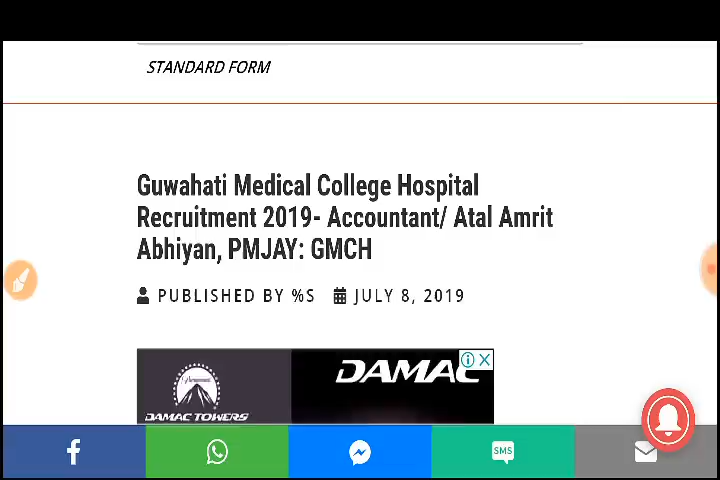 STANDARD FORM
Guwahati Medical College Hospital
Recruitment 2019- Accountant/ Atal Amrit
Abhiyan, PMJAY: GMCH
PUBLISHED BY %S JULY 8, 2019
Paramount
DAMAC TOWERS
DAMAC
SMS